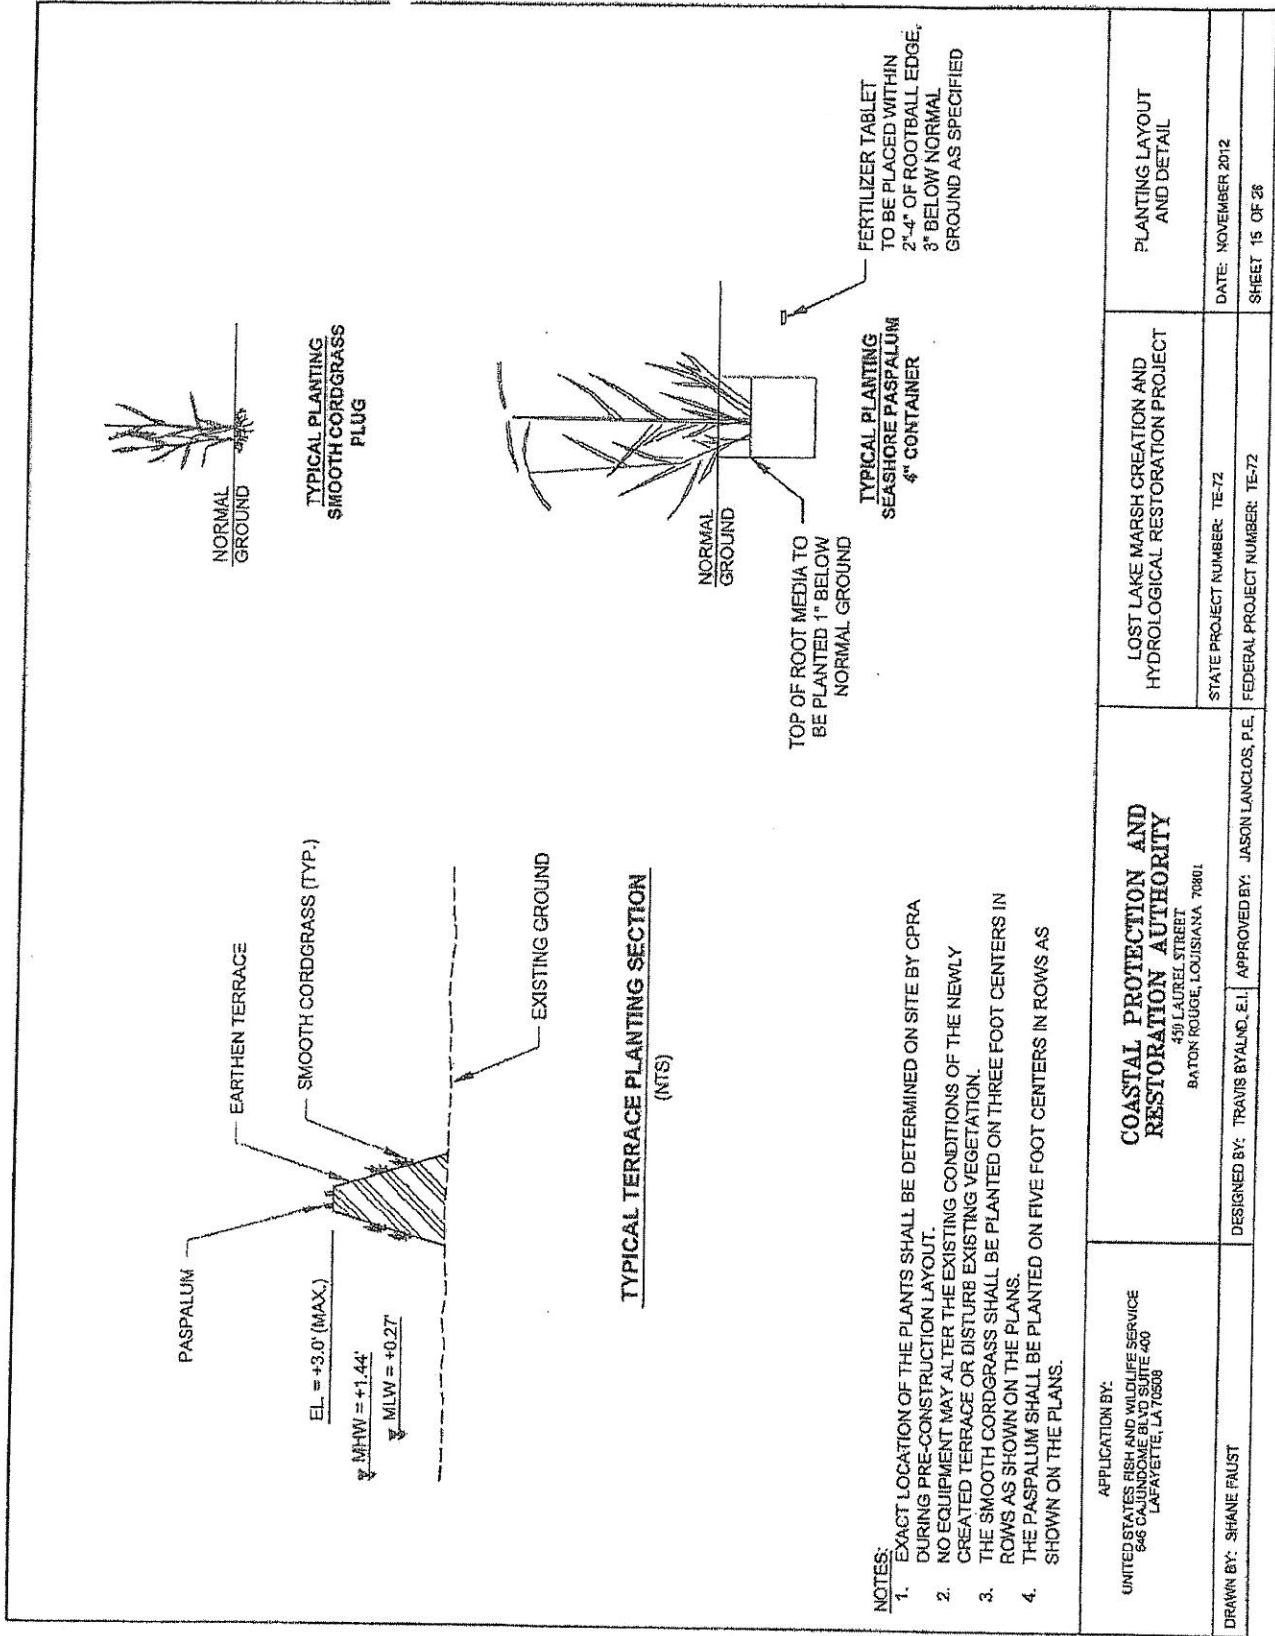 PASPALUM
EARTHEN TERRACE
SMOOTH CORDGRASS (TYP.)
EL. = +3.0' (MAX.)
MHW = +1.44'
MLW = +0.27'
EXISTING GROUND
TYPICAL TERRACE PLANTING SECTION
(NTS)
NORMAL
GROUND
TYPICAL PLANTING
SMOOTH CORDGRASS
PLUG
NORMAL
GROUND
TOP OF ROOT MEDIA TO
BE PLANTED 1" BELOW
NORMAL GROUND
TYPICAL PLANTING
SEASHORE PASPALUM
4" CONTAINER
FERTILIZER TABLET
TO BE PLACED WITHIN
2"-4" OF ROOTBALL EDGE,
3" BELOW NORMAL
GROUND AS SPECIFIED
NOTES:
1. EXACT LOCATION OF THE PLANTS SHALL BE DETERMINED ON SITE BY CPRA
DURING PRE-CONSTRUCTION LAYOUT.
2. NO EQUIPMENT MAY ALTER THE EXISTING CONDITIONS OF THE NEWLY
CREATED TERRACE OR DISTURB EXISTING VEGETATION.
3. THE SMOOTH CORDGRASS SHALL BE PLANTED ON THREE FOOT CENTERS IN
ROWS AS SHOWN ON THE PLANS.
4. THE PASPALUM SHALL BE PLANTED ON FIVE FOOT CENTERS IN ROWS AS
SHOWN ON THE PLANS.
APPLICATION BY:
UNITED STATES FISH AND WILDLIFE SERVICE
646 CAJUNDOME BLVD SUITE 400
LAFAYETTE, LA 70508
DRAWN BY: SHANE FAUST
COASTAL PROTECTION AND
RESTORATION AUTHORITY
450 LAUREL STREET
BATON ROUGE, LOUISIANA 70801
DESIGNED BY: TRAVIS BYALND, E.I.
APPROVED BY: JASON LANCLOS, P.E.
LOST LAKE MARSH CREATION AND
HYDROLOGICAL RESTORATION PROJECT
STATE PROJECT NUMBER: TE-72
FEDERAL PROJECT NUMBER: TE-72
PLANTING LAYOUT
AND DETAIL
DATE: NOVEMBER 2012
SHEET 15 OF 26